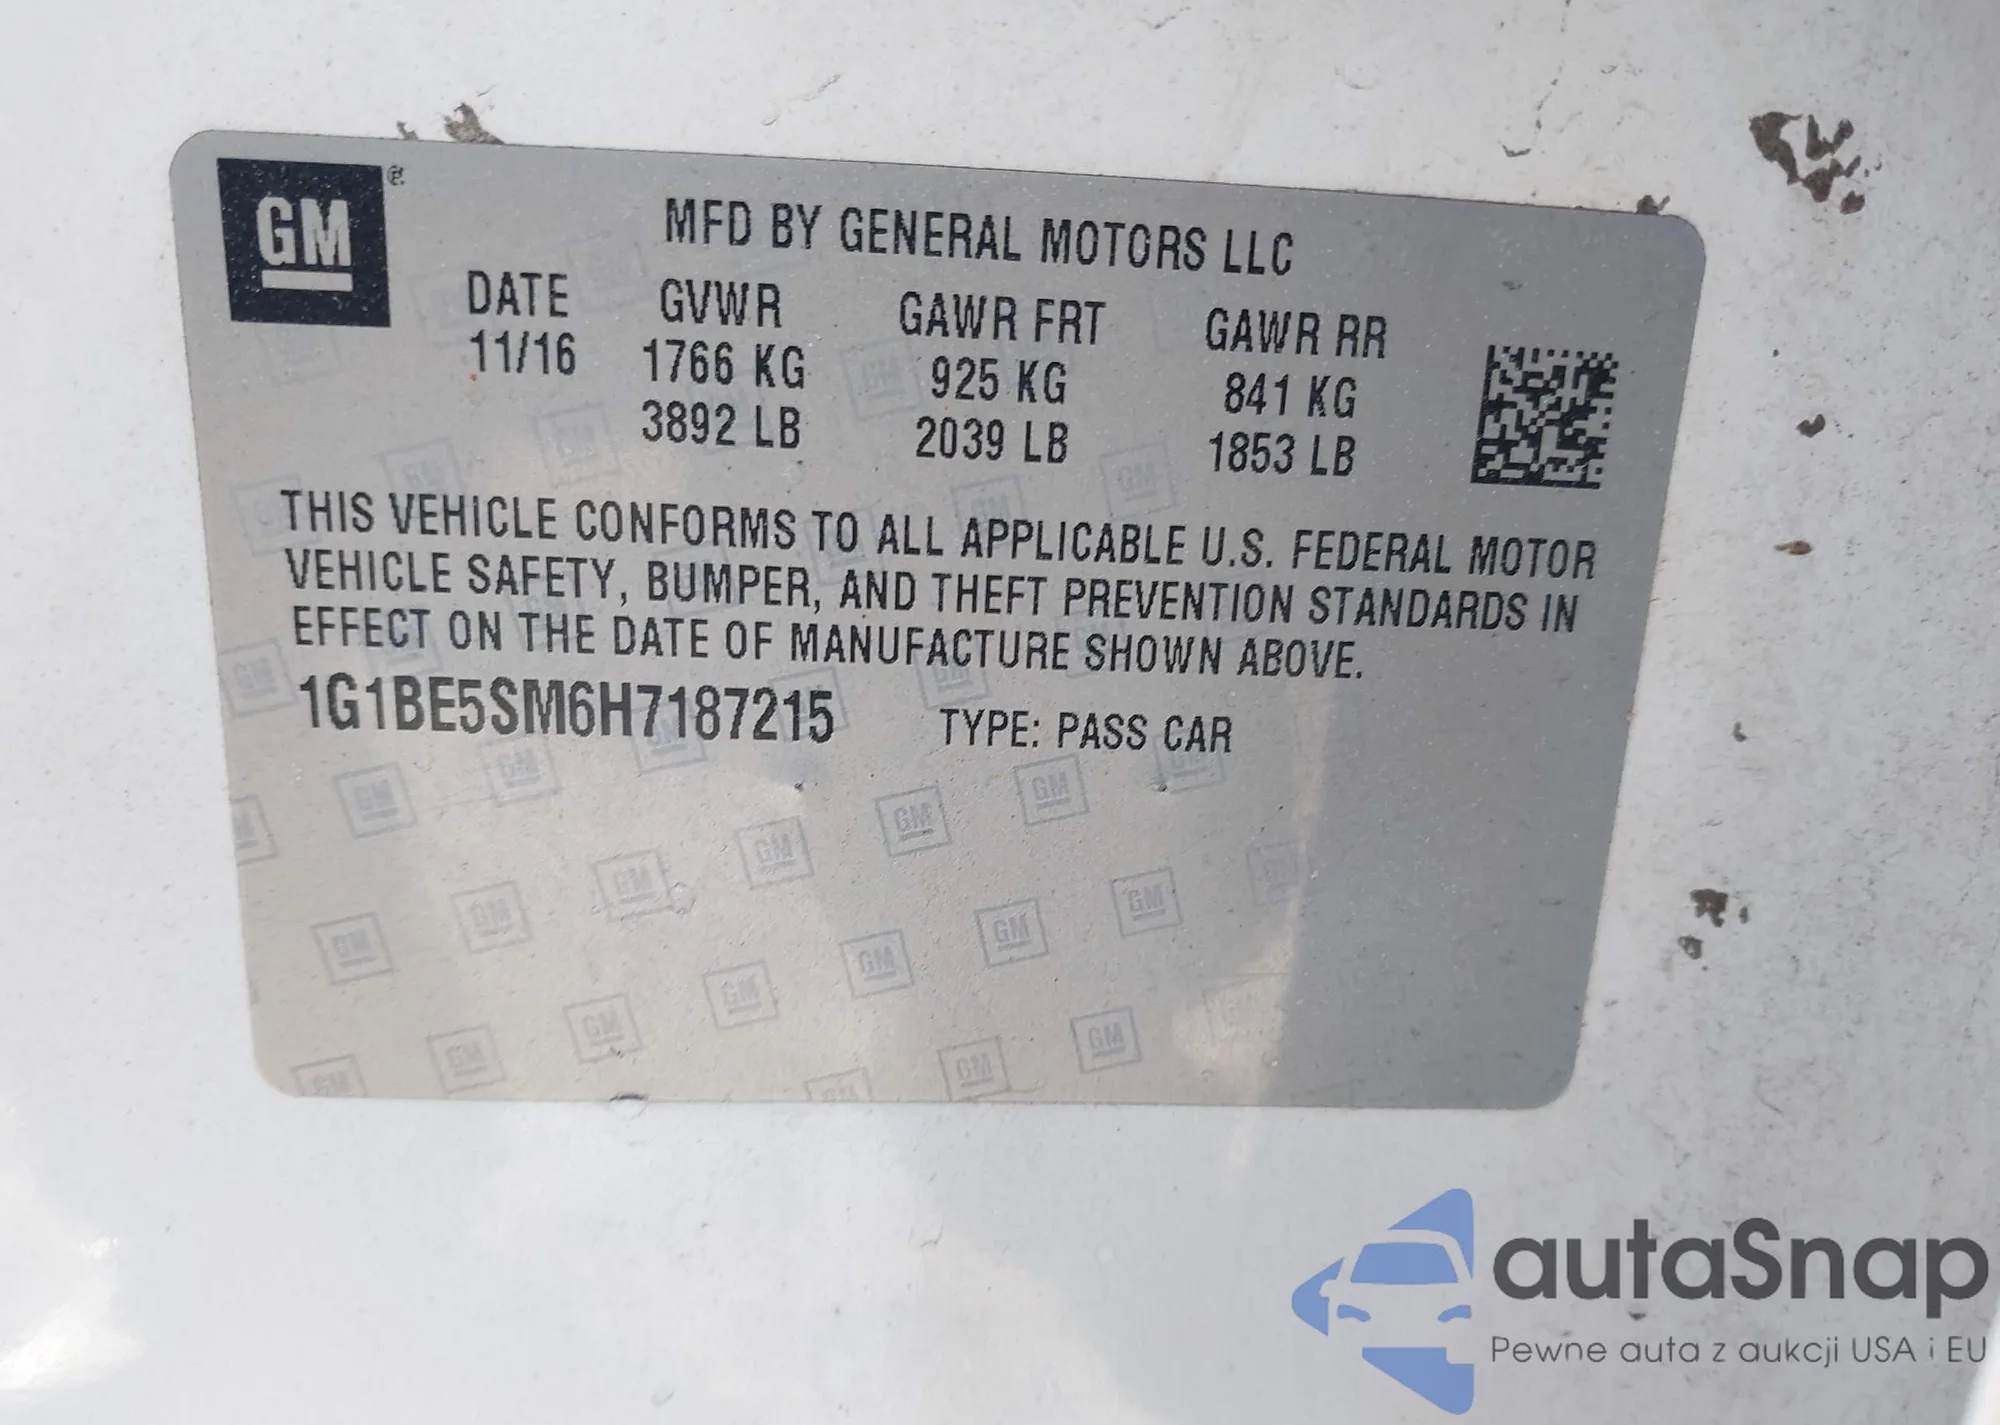 GM
MFD BY GENERAL MOTORS LLC
DATE GVWR GAWR FRT GAWR RR
11/16 1766 KG 925 KG 841 KG
3892 LB 2039 LB 1853 LB
THIS VEHICLE CONFORMS TO ALL APPLICABLE U.S. FEDERAL MOTOR
VEHICLE SAFETY, BUMPER, AND THEFT PREVENTION STANDARDS IN
EFFECT ON THE DATE OF MANUFACTURE SHOWN ABOVE.
1G1BE5SM6H7187215 TYPE: PASS CAR
autaSnap
Pewne auta z aukcji USA i EU